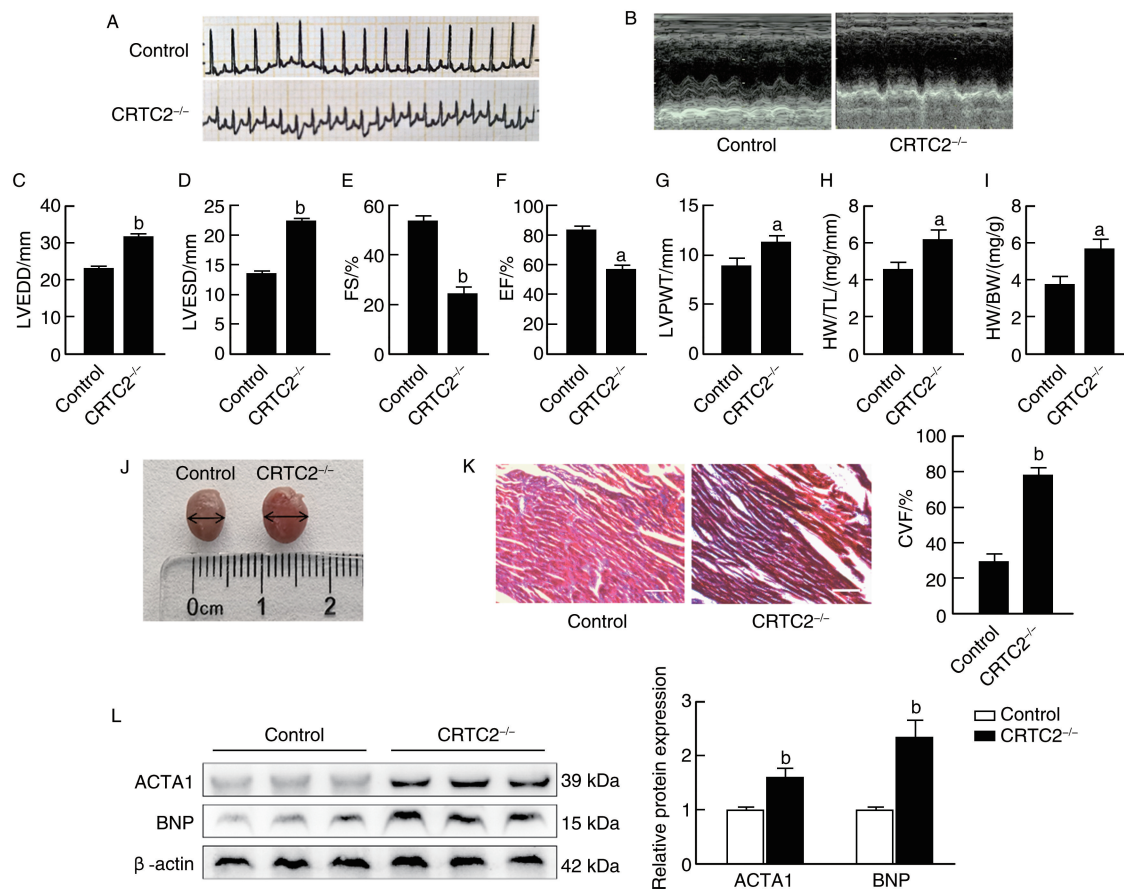 A
Control
CRTC2⁻/⁻
B
Control
CRTC2⁻/⁻
C
LVEDD/mm
40
30
20
10
0
Control
CRTC2⁻/⁻
b
D
LVESD/mm
25
20
15
10
5
0
Control
CRTC2⁻/⁻
b
E
FS/%
60
40
20
0
Control
CRTC2⁻/⁻
b
F
EF/%
100
80
60
40
20
0
Control
CRTC2⁻/⁻
a
G
LVPWT/mm
15
10
5
0
Control
CRTC2⁻/⁻
a
H
HW/TL/(mg/mm)
8
6
4
2
0
Control
CRTC2⁻/⁻
a
I
HW/BW/(mg/g)
8
6
4
2
0
Control
CRTC2⁻/⁻
a
J
Control
CRTC2⁻/⁻
0cm 1 2
K
Control
CRTC2⁻/⁻
CVF/%
100
80
60
40
20
0
Control
CRTC2⁻/⁻
b
L
Control
CRTC2⁻/⁻
ACTA1
39 kDa
BNP
15 kDa
β-actin
42 kDa
Relative protein expression
3
2
1
0
b
b
ACTA1
BNP
Control
CRTC2⁻/⁻